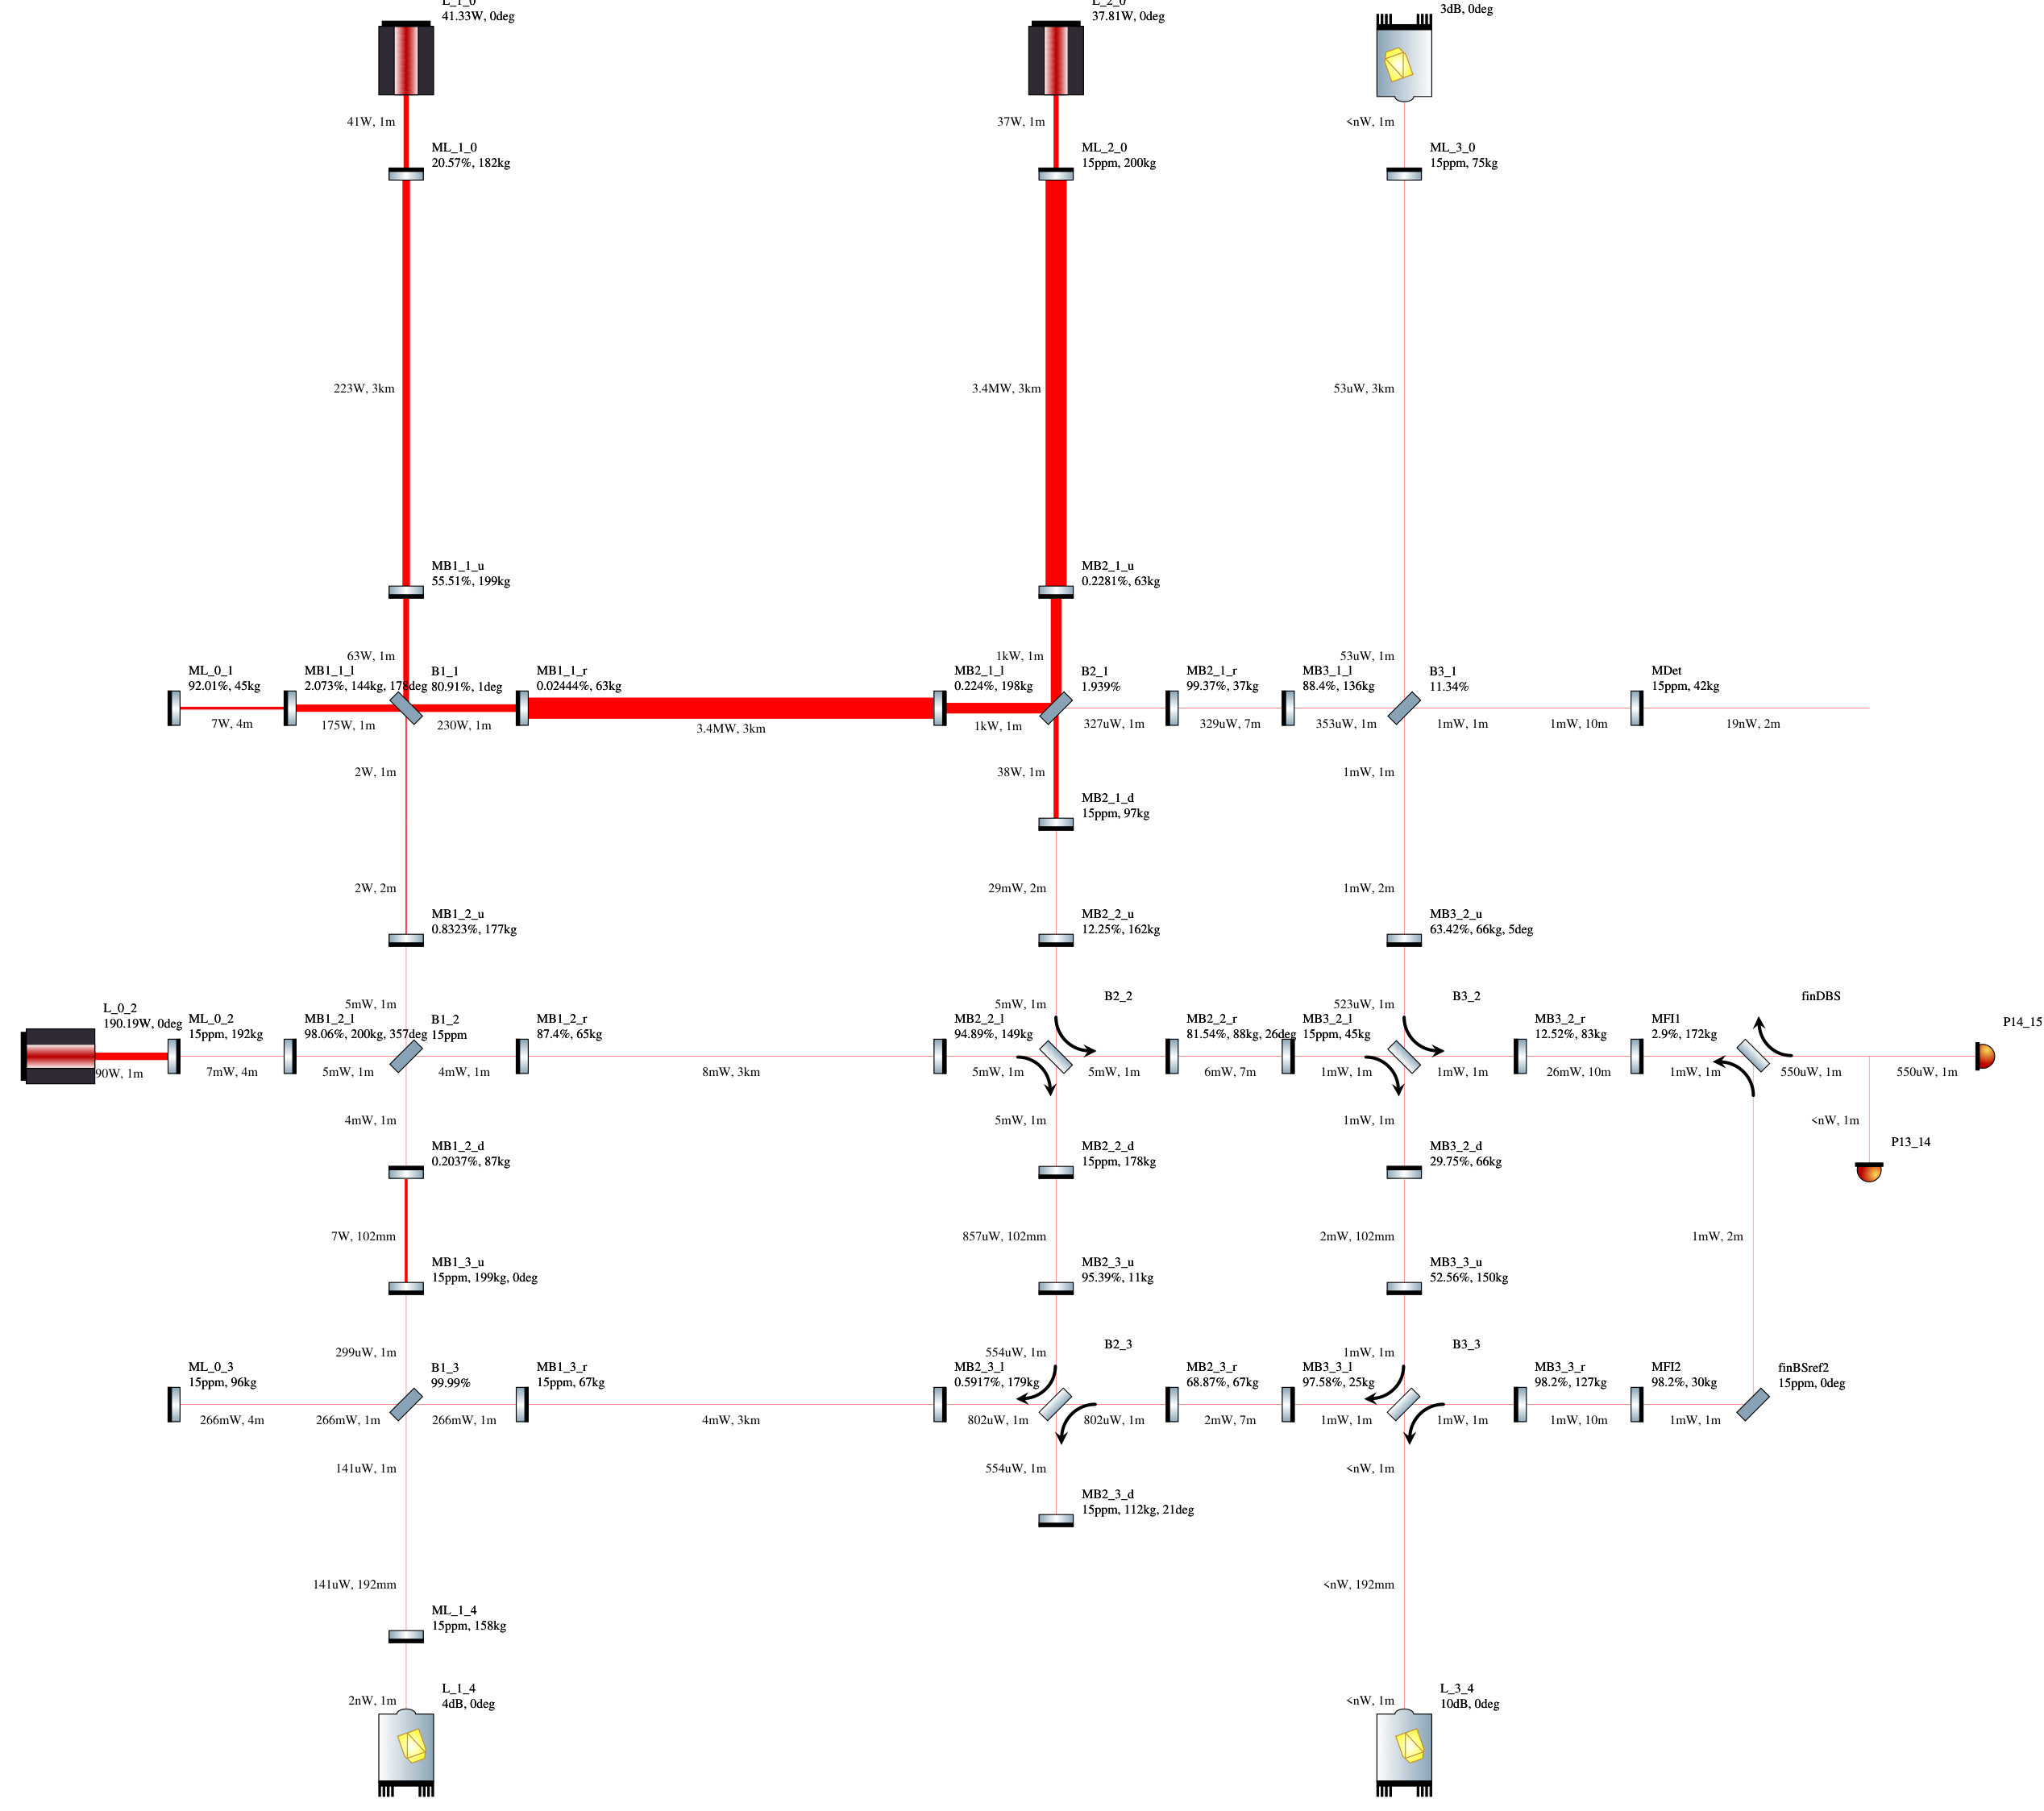 L_1_0
41.33W, 0deg
L_2_0
37.81W, 0deg
3dB, 0deg
41W, 1m
37W, 1m
<nW, 1m
ML_1_0
20.57%, 182kg
ML_2_0
15ppm, 200kg
ML_3_0
15ppm, 75kg
223W, 3km
3.4MW, 3km
53uW, 3km
MB1_1_u
55.51%, 199kg
MB2_1_u
0.2281%, 63kg
63W, 1m
1kW, 1m
53uW, 1m
ML_0_1
92.01%, 45kg
MB1_1_l
2.073%, 144kg, 178deg
B1_1
80.91%, 1deg
MB1_1_r
0.02444%, 63kg
MB2_1_l
0.224%, 198kg
B2_1
1.939%
MB2_1_r
99.37%, 37kg
MB3_1_l
88.4%, 136kg
B3_1
11.34%
MDet
15ppm, 42kg
7W, 4m
175W, 1m
230W, 1m
3.4MW, 3km
1kW, 1m
327uW, 1m
329uW, 7m
353uW, 1m
1mW, 1m
1mW, 10m
19nW, 2m
2W, 1m
38W, 1m
1mW, 1m
MB2_1_d
15ppm, 97kg
2W, 2m
29mW, 2m
1mW, 2m
MB1_2_u
0.8323%, 177kg
MB2_2_u
12.25%, 162kg
MB3_2_u
63.42%, 66kg, 5deg
5mW, 1m
5mW, 1m
523uW, 1m
B2_2
B3_2
finDBS
L_0_2
190.19W, 0deg
ML_0_2
15ppm, 192kg
MB1_2_l
98.06%, 200kg, 357deg
B1_2
15ppm
MB1_2_r
87.4%, 65kg
MB2_2_l
94.89%, 149kg
MB2_2_r
81.54%, 88kg, 26deg
MB3_2_l
15ppm, 45kg
MB3_2_r
12.52%, 83kg
MFI1
2.9%, 172kg
P14_15
90W, 1m
7mW, 4m
5mW, 1m
4mW, 1m
8mW, 3km
5mW, 1m
5mW, 1m
6mW, 7m
1mW, 1m
1mW, 1m
26mW, 10m
1mW, 1m
550uW, 1m
550uW, 1m
4mW, 1m
5mW, 1m
1mW, 1m
<nW, 1m
P13_14
MB1_2_d
0.2037%, 87kg
MB2_2_d
15ppm, 178kg
MB3_2_d
29.75%, 66kg
7W, 102mm
857uW, 102mm
2mW, 102mm
1mW, 2m
MB1_3_u
15ppm, 199kg, 0deg
MB2_3_u
95.39%, 11kg
MB3_3_u
52.56%, 150kg
299uW, 1m
554uW, 1m
1mW, 1m
B2_3
B3_3
ML_0_3
15ppm, 96kg
B1_3
99.99%
MB1_3_r
15ppm, 67kg
MB2_3_l
0.5917%, 179kg
MB2_3_r
68.87%, 67kg
MB3_3_l
97.58%, 25kg
MB3_3_r
98.2%, 127kg
MFI2
98.2%, 30kg
finBSref2
15ppm, 0deg
266mW, 4m
266mW, 1m
266mW, 1m
4mW, 3km
802uW, 1m
802uW, 1m
2mW, 7m
1mW, 1m
1mW, 1m
1mW, 10m
1mW, 1m
141uW, 1m
554uW, 1m
<nW, 1m
MB2_3_d
15ppm, 112kg, 21deg
141uW, 192mm
<nW, 192mm
ML_1_4
15ppm, 158kg
2nW, 1m
L_1_4
4dB, 0deg
<nW, 1m
L_3_4
10dB, 0deg